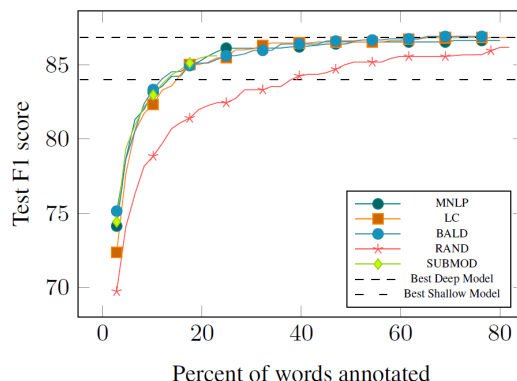 85
80
75
70
0
20
40
60
80
Test F1 score
Percent of words annotated
MNLP
LC
BALD
RAND
SUBMOD
Best Deep Model
Best Shallow Model